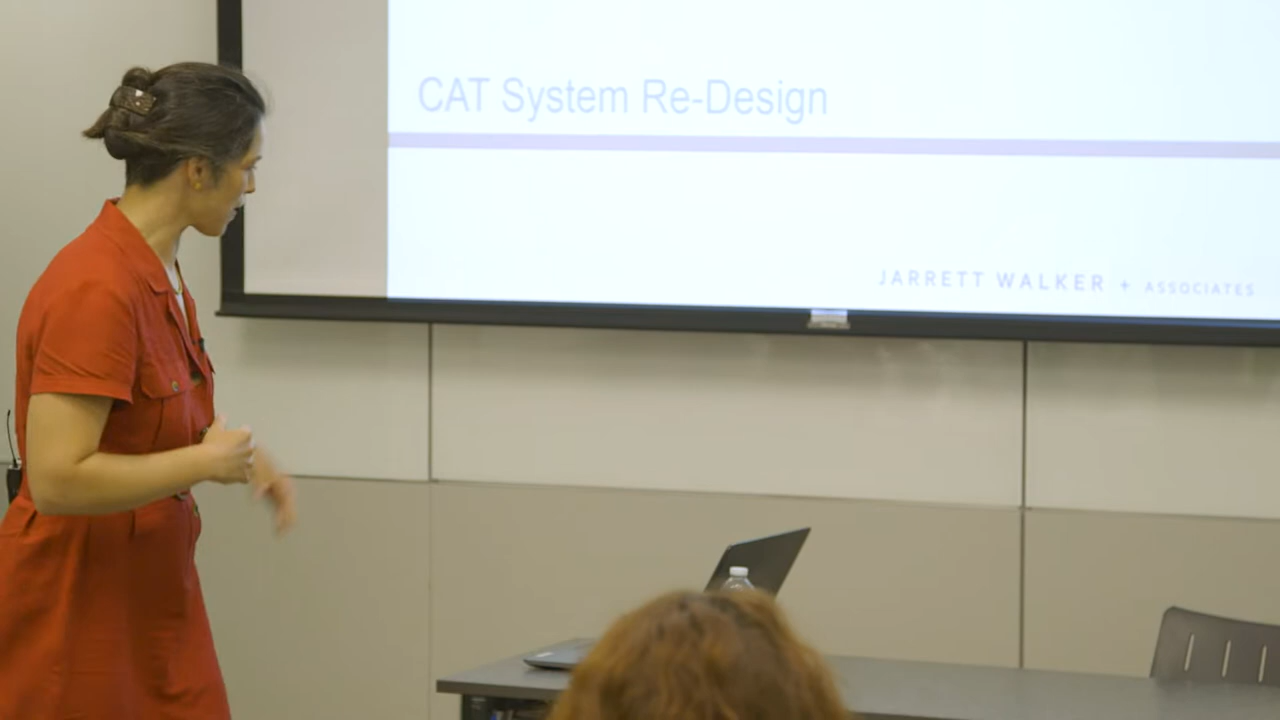 CAT System Re-Design
JARRETT WALKER + ASSOCIATES